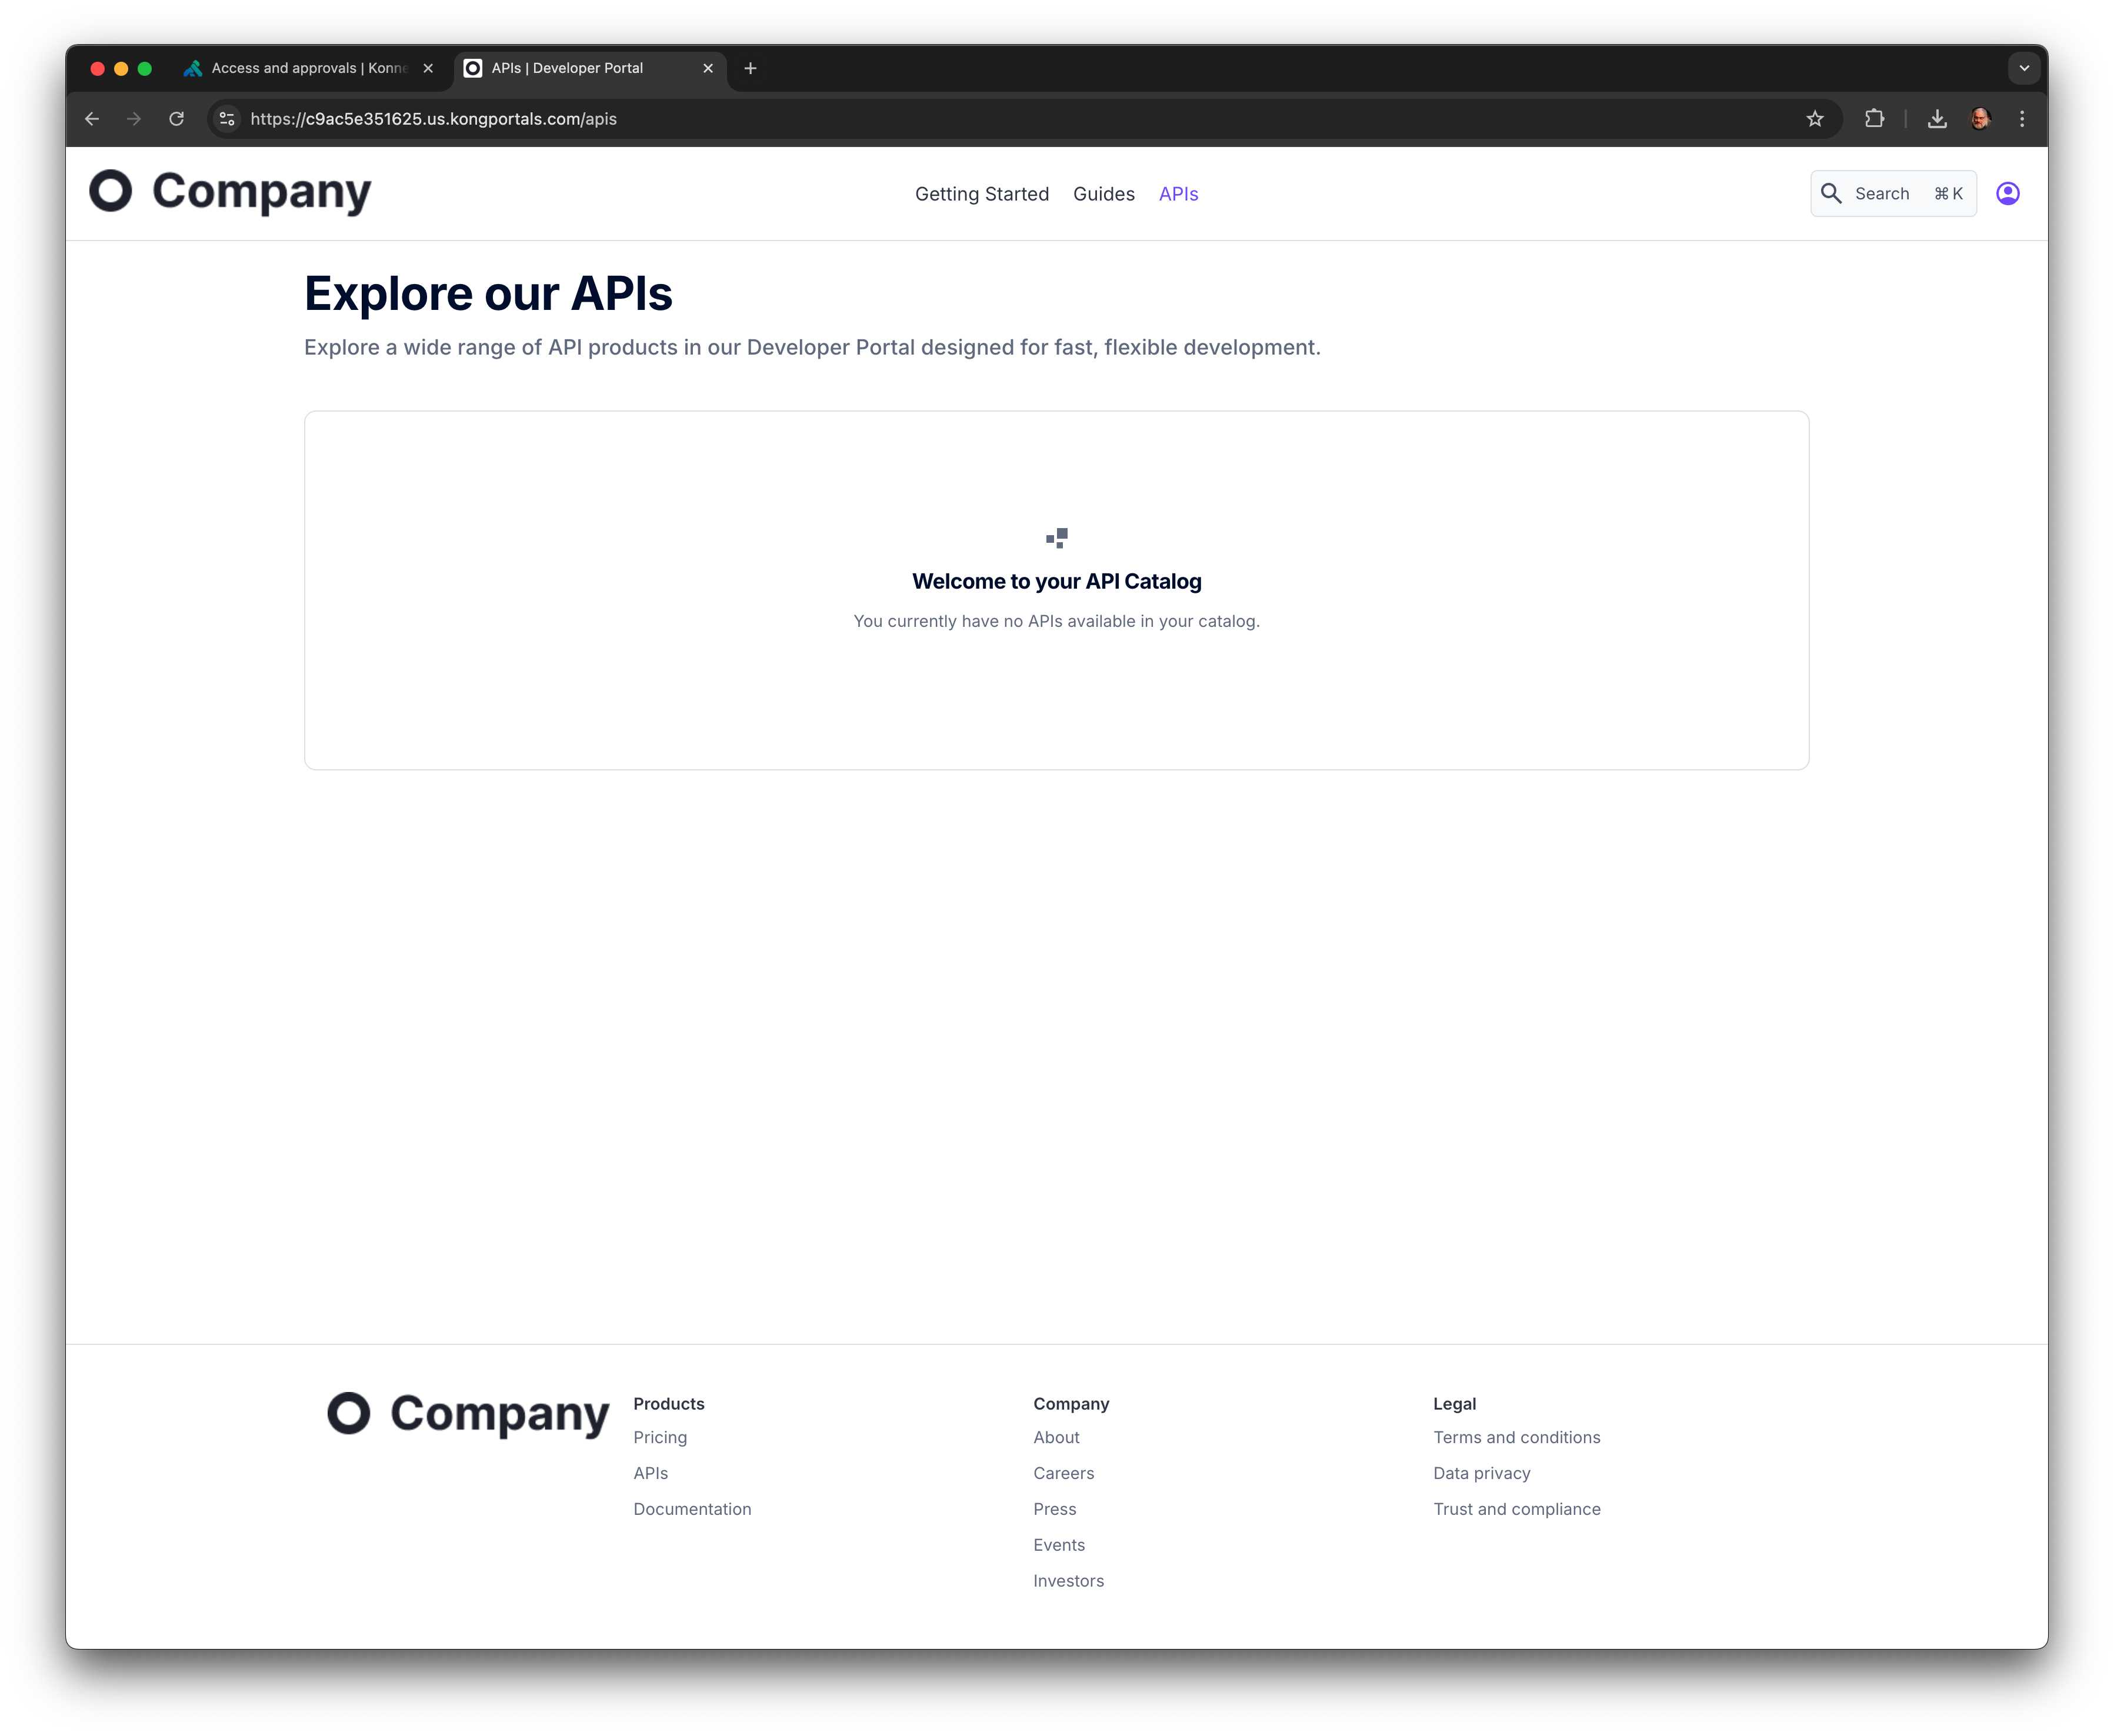 Access and approvals | Konne
APIs | Developer Portal
https://c9ac5e351625.us.kongportals.com/apis
Company
Getting Started Guides APIs
Search ⌘ K
Explore our APIs
Explore a wide range of API products in our Developer Portal designed for fast, flexible development.
Welcome to your API Catalog
You currently have no APIs available in your catalog.
Company
Products
Pricing
APIs
Documentation
Company
About
Careers
Press
Events
Investors
Legal
Terms and conditions
Data privacy
Trust and compliance